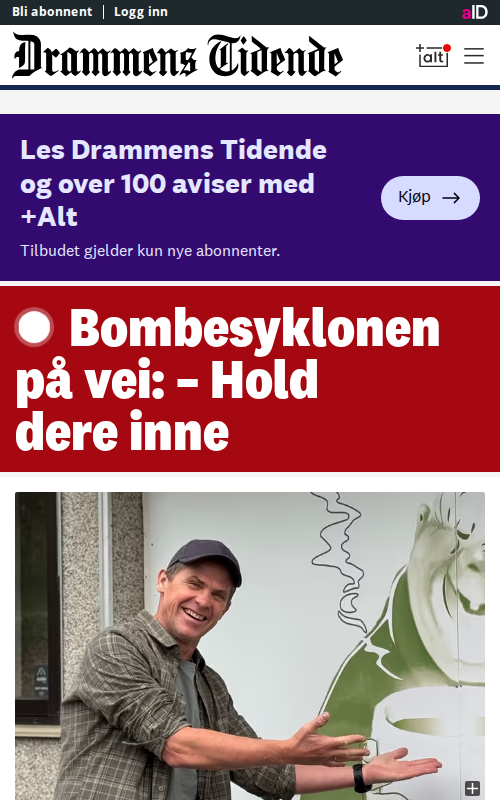 Bli abonnent
Logg inn
aID
Drammens Tidende
+alt
Les Drammens Tidende
og over 100 aviser med
+Alt
Tilbudet gjelder kun nye abonnenter.
Kjøp →
Bombesyklonen
på vei: – Hold
dere inne